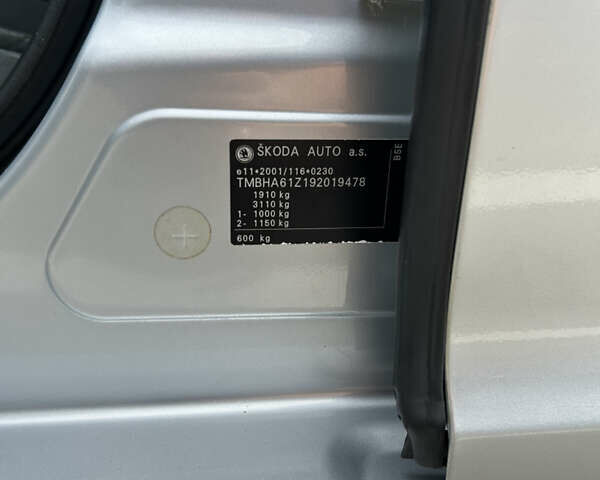 ŠKODA AUTO a.s.
e11*2001/116*0230
TMBHA61Z192019478
1910 kg
3110 kg
1- 1000 kg
2- 1150 kg
600 kg
BSE